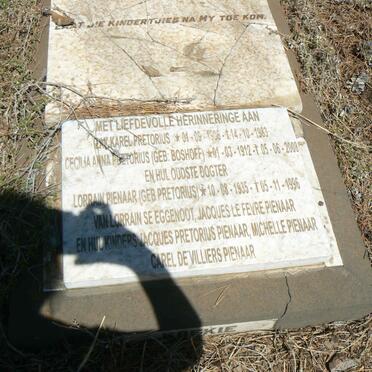 LAAT DIE KINDERTJIES NA MY TOE KOM.
MET LIEFDEVOLLE HERINNERINGE AAN
KAREL PRETORIUS * 01-09-1906 †14-10-1983
CECILIA ANNA PRETORIUS (GEB BOSHOFF) * 01-03-1912 †05-06-2000
EN HUL OUDSTE DOGTER
LORRAIN PIENAAR (GEB PRETORIUS) * 10-08-1935 †05-11-1996
VAN LORRAIN SE EGGENOOT, JACQUES LE FEVRE PIENAAR
EN HUL KINDERS JACQUES PRETORIUS PIENAAR, MICHELLE PIENAAR
CAREL DE VILLIERS PIENAAR